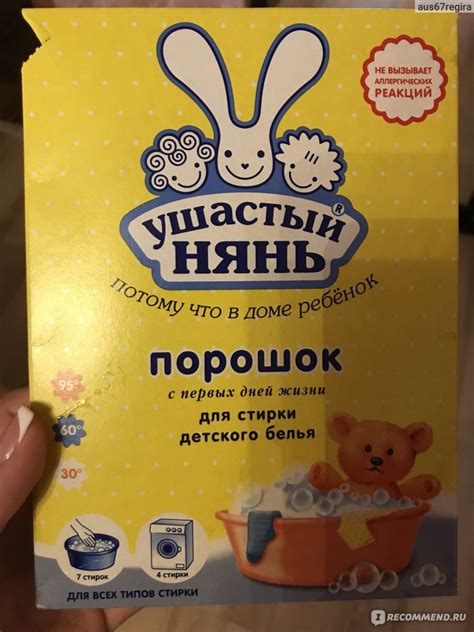 aus67regira
НЕ ВЫЗЫВАЕТ
АЛЛЕРГИЧЕСКИХ
РЕАКЦИЙ
УШАСТЫЙ®
НЯНЬ
потому что в доме ребёнок
порошок
с первых дней жизни
для стирки
детского белья
95°
60°
30°
7 стирок
4 стирки
ДЛЯ ВСЕХ ТИПОВ СТИРКИ
IRECOMMEND.RU